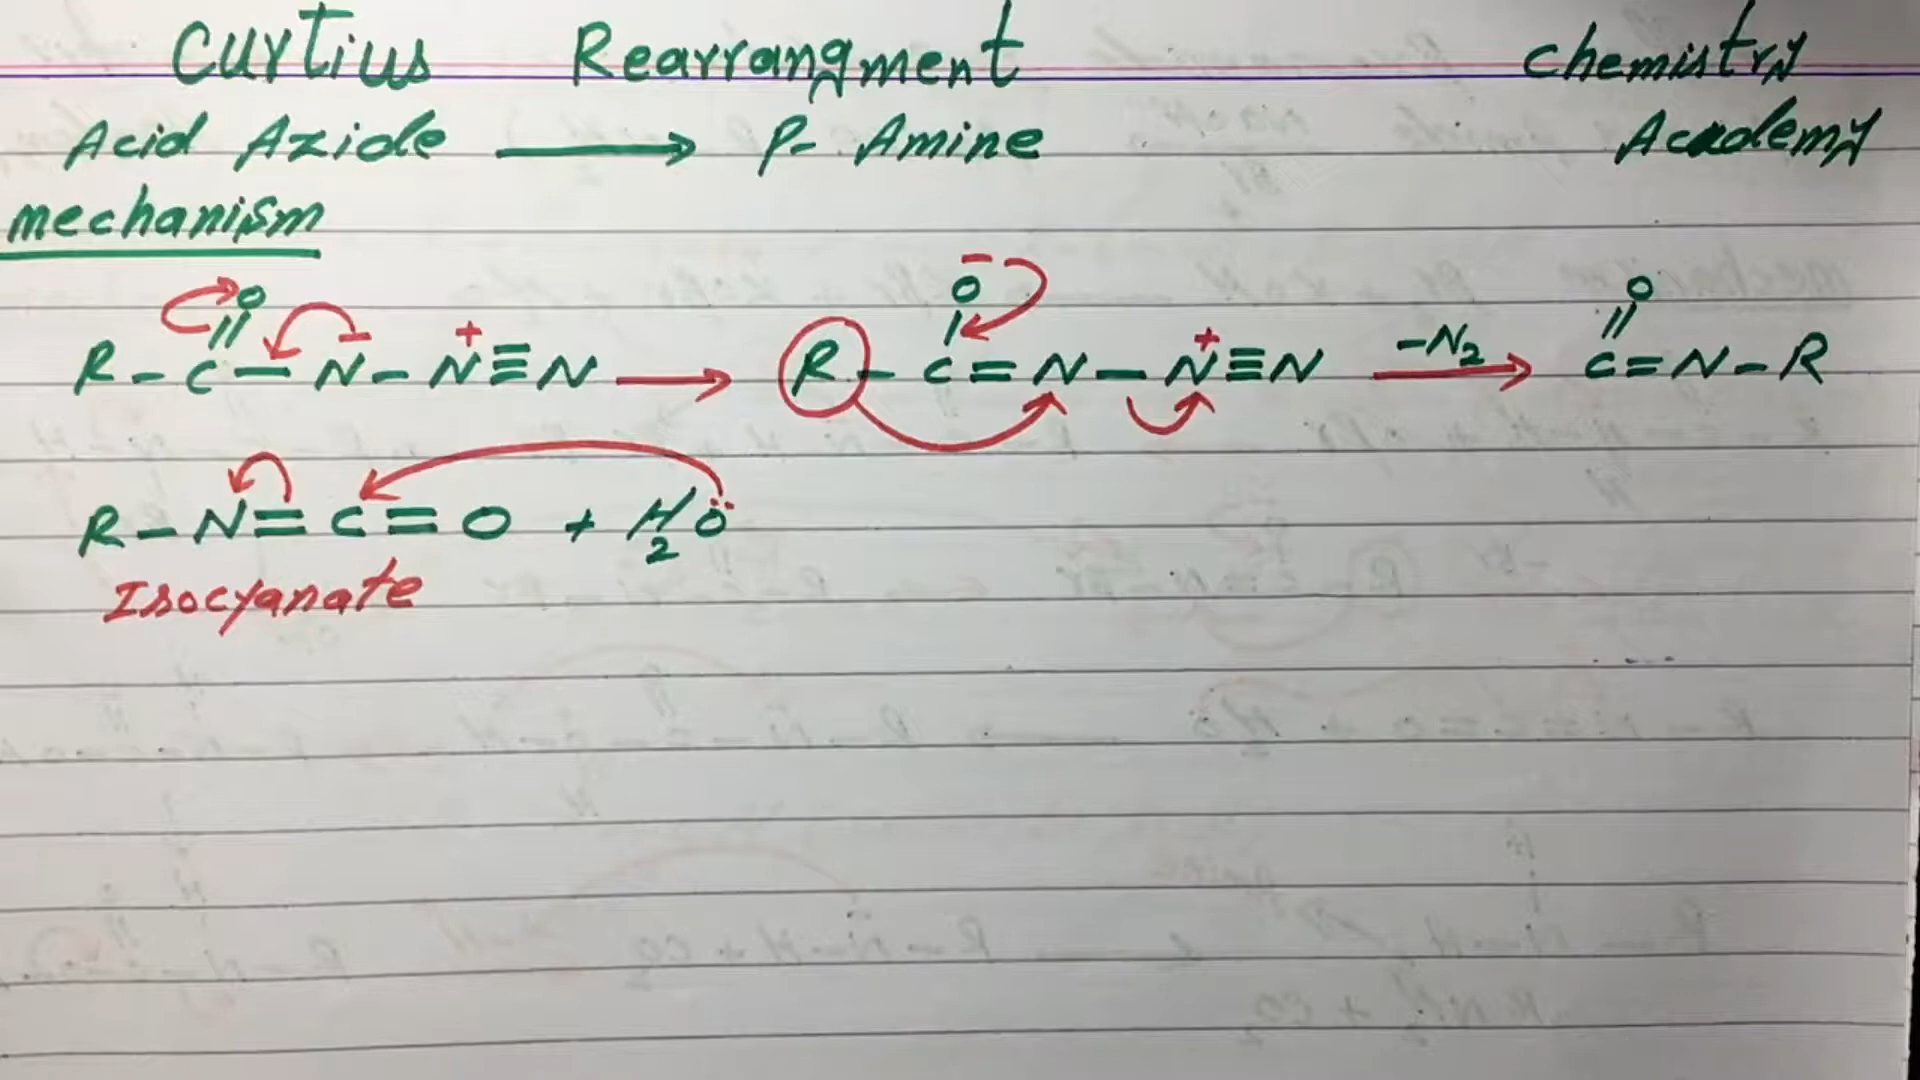 Curtius Rearrangment
Chemistry
Academy
Acid Azide ⟶ P- Amine
mechanism
O O⁻ O
R - C - N⁻ - N⁺ ≡ N ⟶ R - C = N - N⁺ ≡ N -N₂ ⟶ C = N - R
R - N = C = O + H₂Ö
Isocyanate